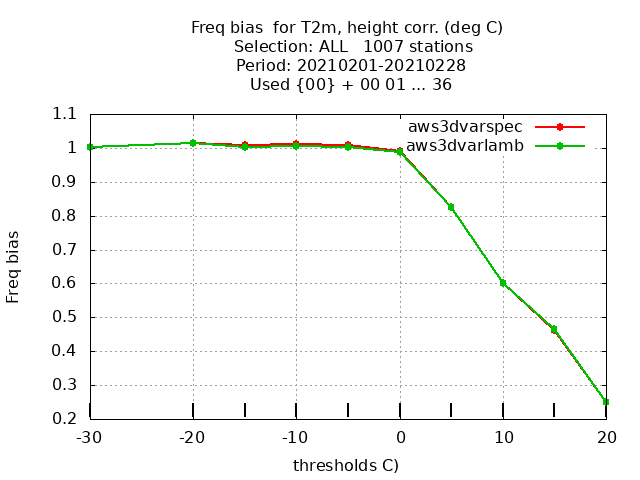 Freq bias  for T2m, height corr. (deg C)
Selection: ALL   1007 stations
Period: 20210201-20210228
Used {00} + 00 01 ... 36
aws3dvarspec
aws3dvarlamb
Freq bias
1.1
1
0.9
0.8
0.7
0.6
0.5
0.4
0.3
0.2
-30 -20 -10 0 10 20
thresholds C)